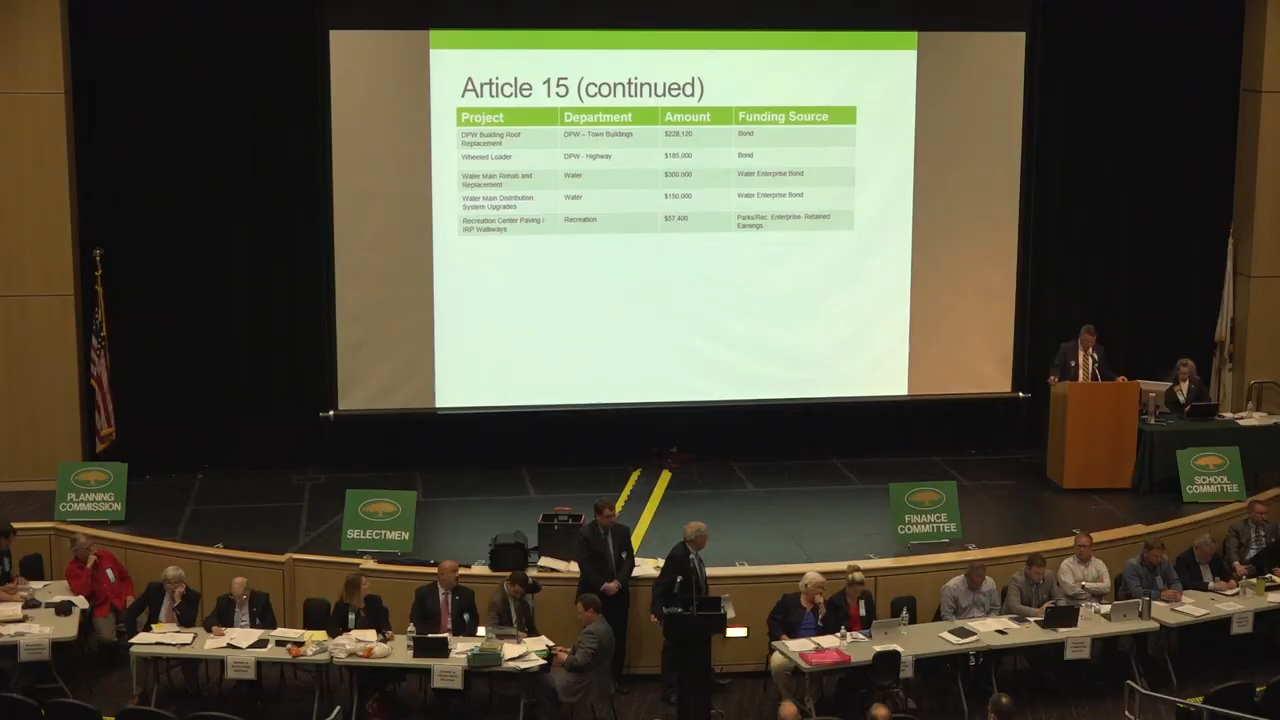 Article 15 (continued)
Project Department Amount Funding Source
DPW Building Roof Replacement DPW – Town Buildings $228,120 Bond
Wheeled Loader DPW - Highway $185,000 Bond
Water Main Rehab and Replacement Water $300,000 Water Enterprise Bond
Water Main Distribution System Upgrades Water $150,000 Water Enterprise Bond
Recreation Center Paving / IRP Walkways Recreation $57,400 Parks/Rec. Enterprise- Retained Earnings
PLANNING
COMMISSION
SELECTMEN
FINANCE
COMMITTEE
SCHOOL
COMMITTEE